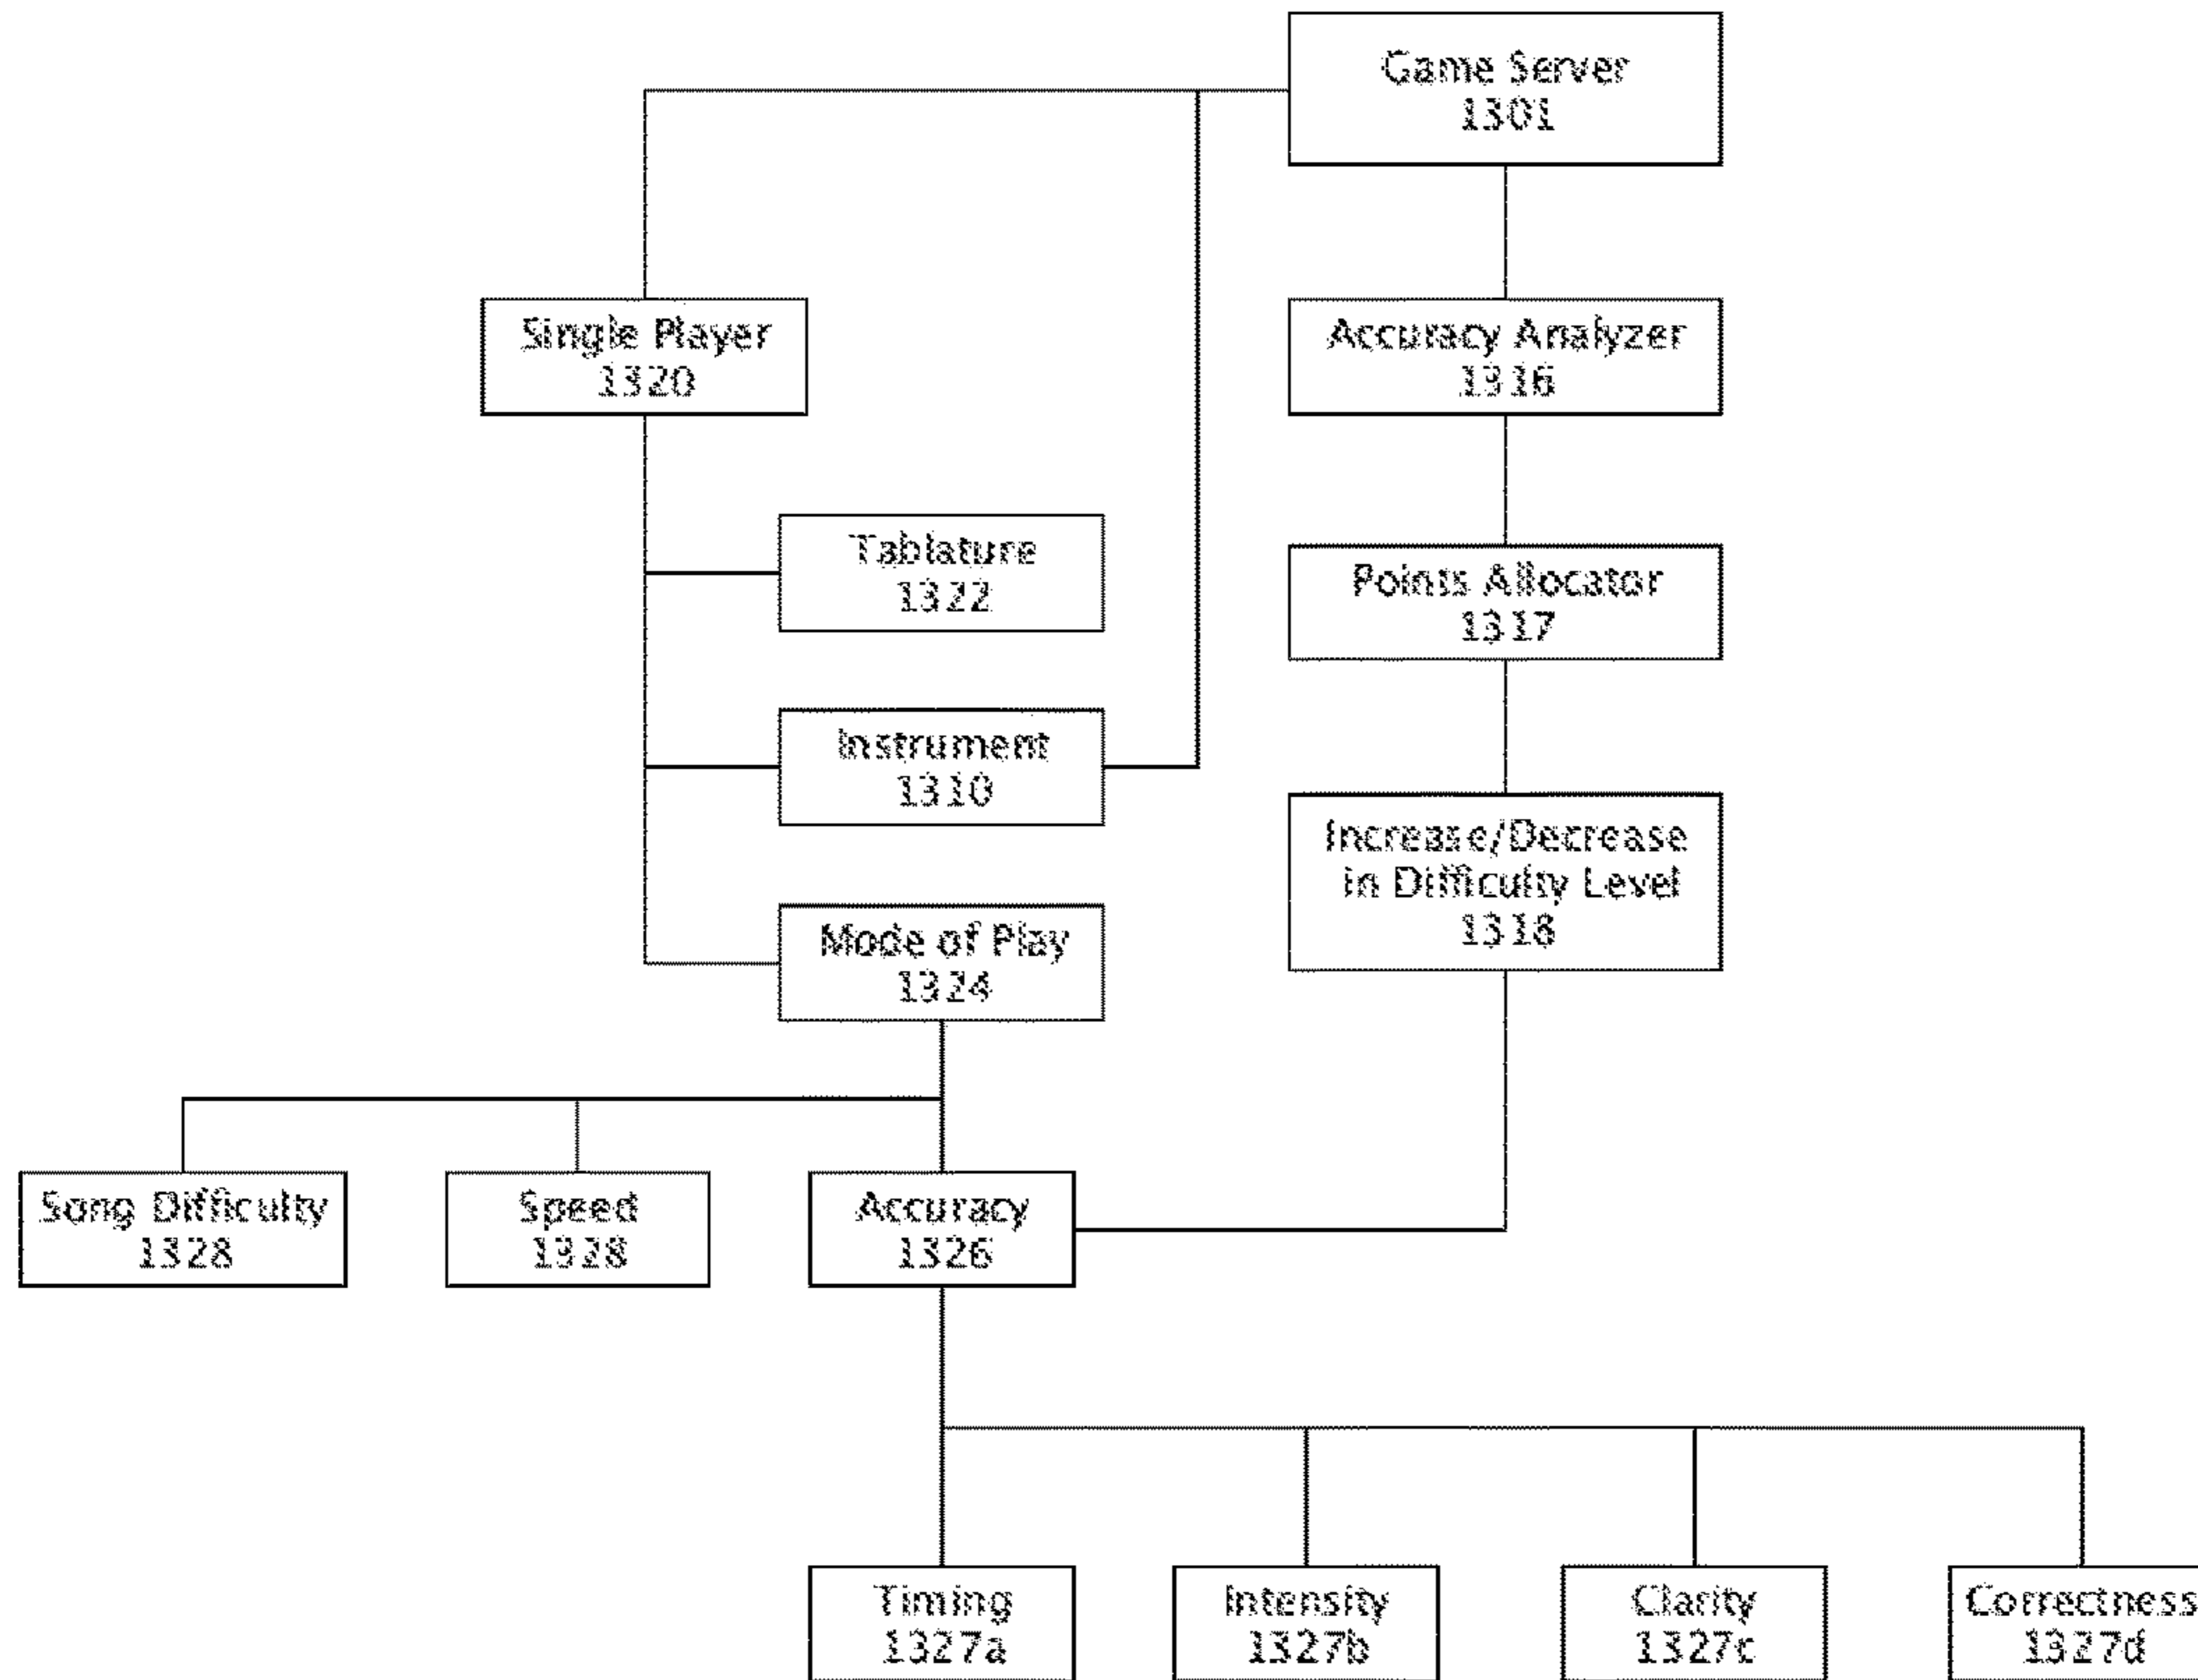 Game Server
1301
Single Player
1320
Accuracy Analyzer
1316
Tablature
1322
Points Allocator
1317
Instrument
1310
Increase/Decrease
in Difficulty Level
1318
Mode of Play
1324
Song Difficulty
1328
Speed
1328
Accuracy
1326
Timing
1327a
Intensity
1327b
Clarity
1327c
Correctness
1327d